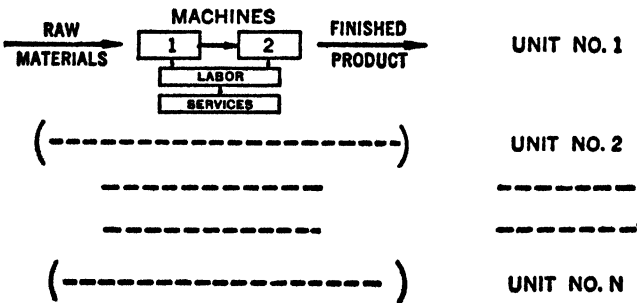 MACHINES
RAW MATERIALS
1
2
FINISHED PRODUCT
UNIT NO. 1
LABOR
SERVICES
UNIT NO. 2
UNIT NO. N